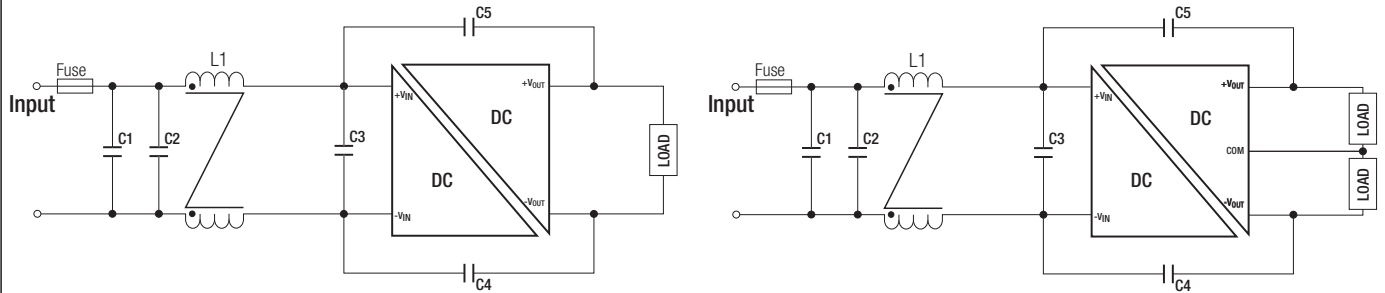 C5
L1
Fuse
Input
C1
C2
C3
+VIN
+VOUT
DC
DC
-VIN
-VOUT
LOAD
C4
C5
L1
Fuse
Input
C1
C2
C3
+VIN
+VOUT
DC
COM
DC
-VIN
-VOUT
LOAD
LOAD
C4